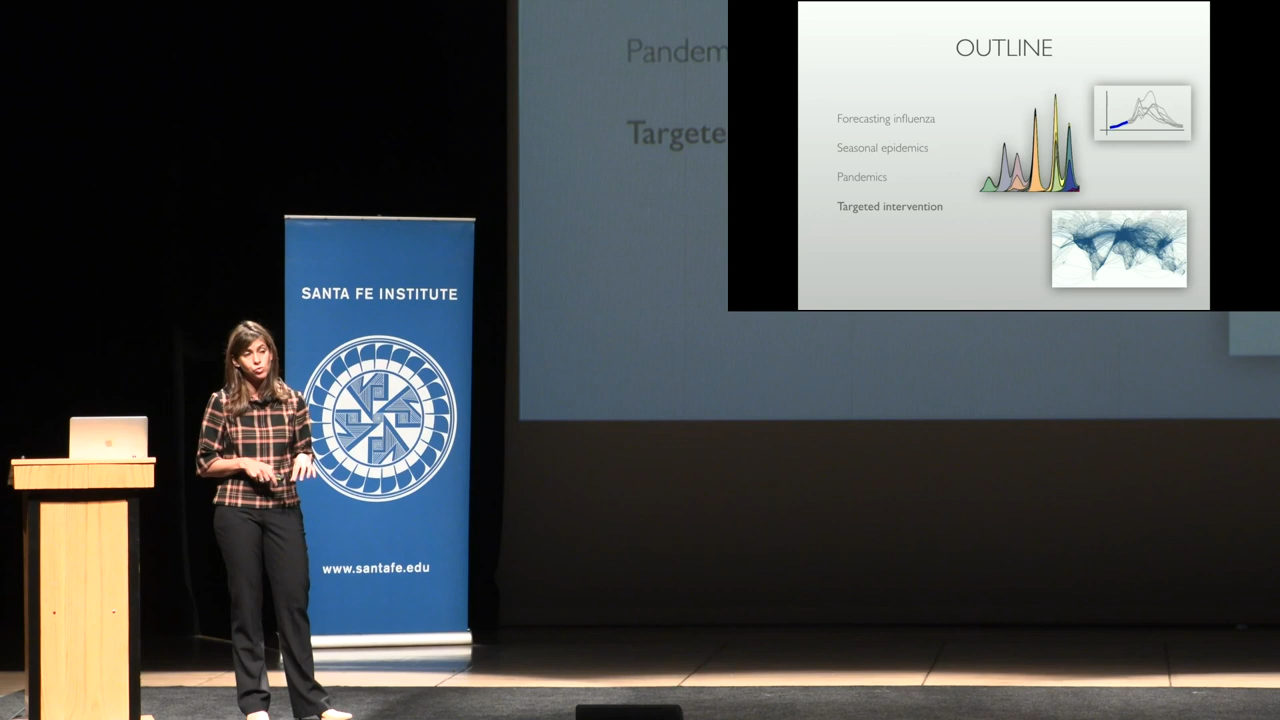 Pandem
Targete
OUTLINE
Forecasting influenza
Seasonal epidemics
Pandemics
Targeted intervention
SANTA FE INSTITUTE
www.santafe.edu